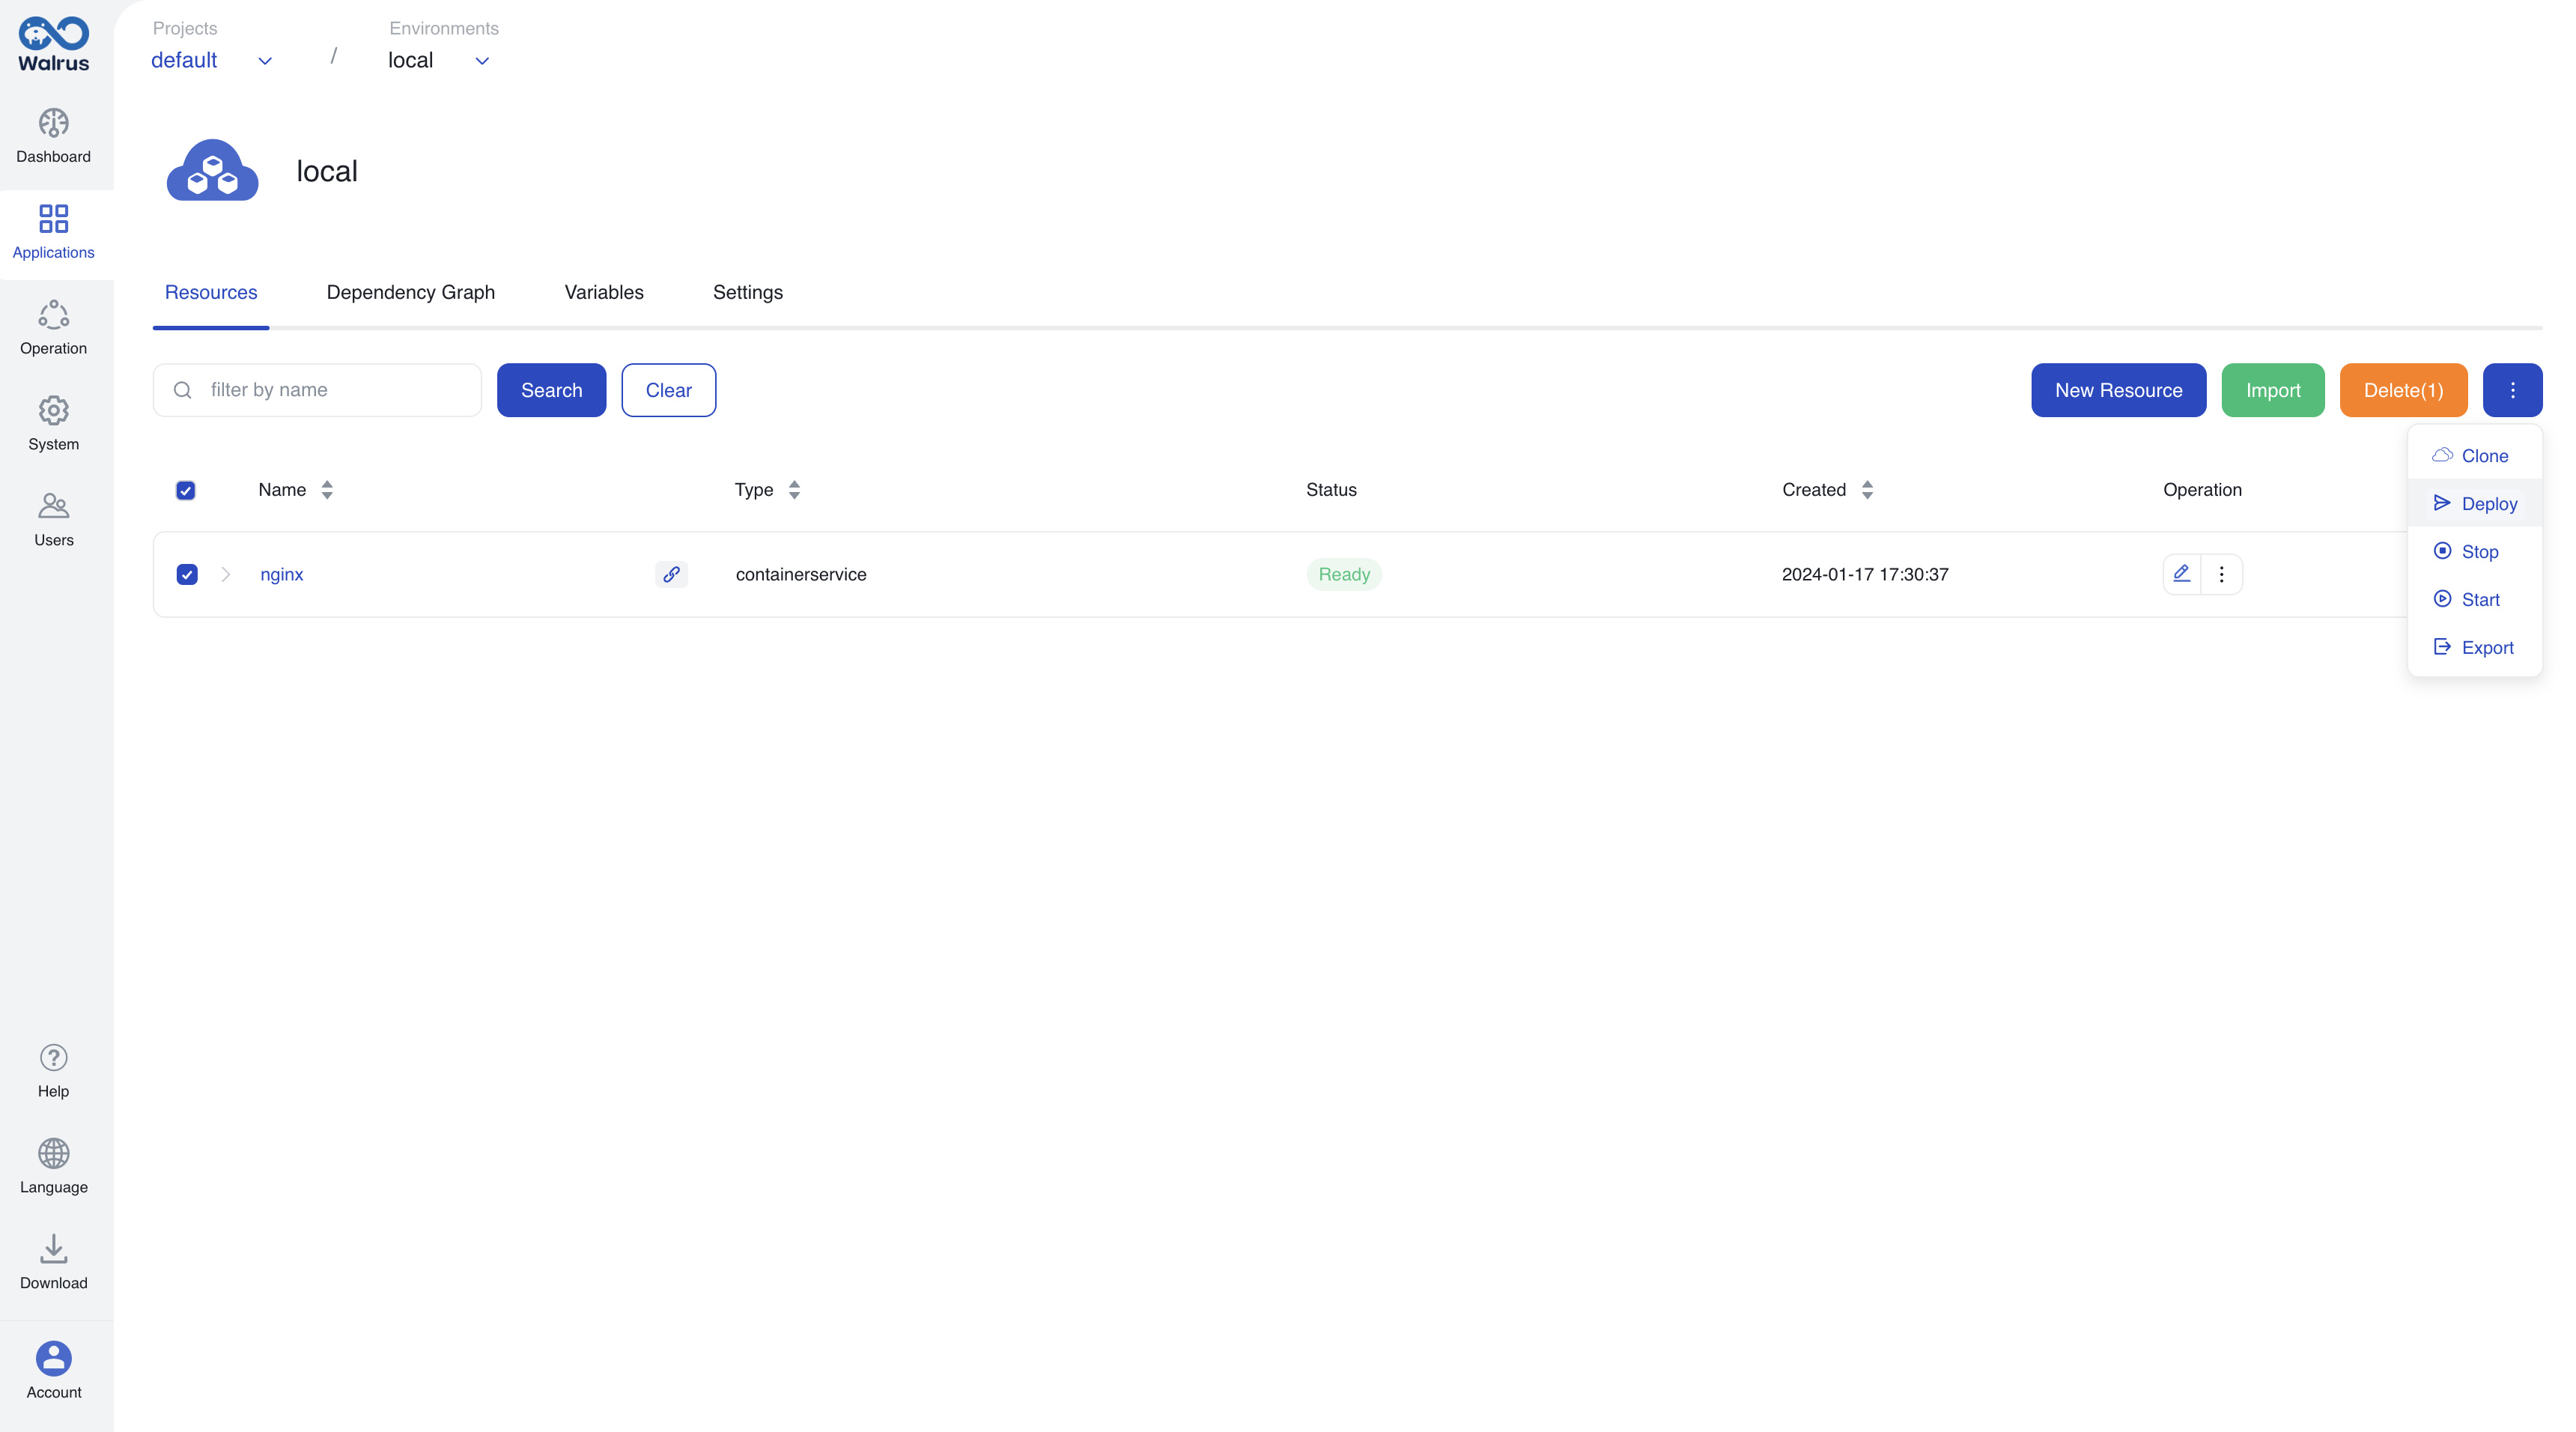 Walrus
Dashboard
Applications
Operation
System
Users
Help
Language
Download
Account
Projects
default
/
Environments
local
local
Resources
Dependency Graph
Variables
Settings
filter by name
Search
Clear
New Resource
Import
Delete(1)
Clone
Deploy
Stop
Start
Export
Name
Type
Status
Created
Operation
nginx
containerservice
Ready
2024-01-17 17:30:37